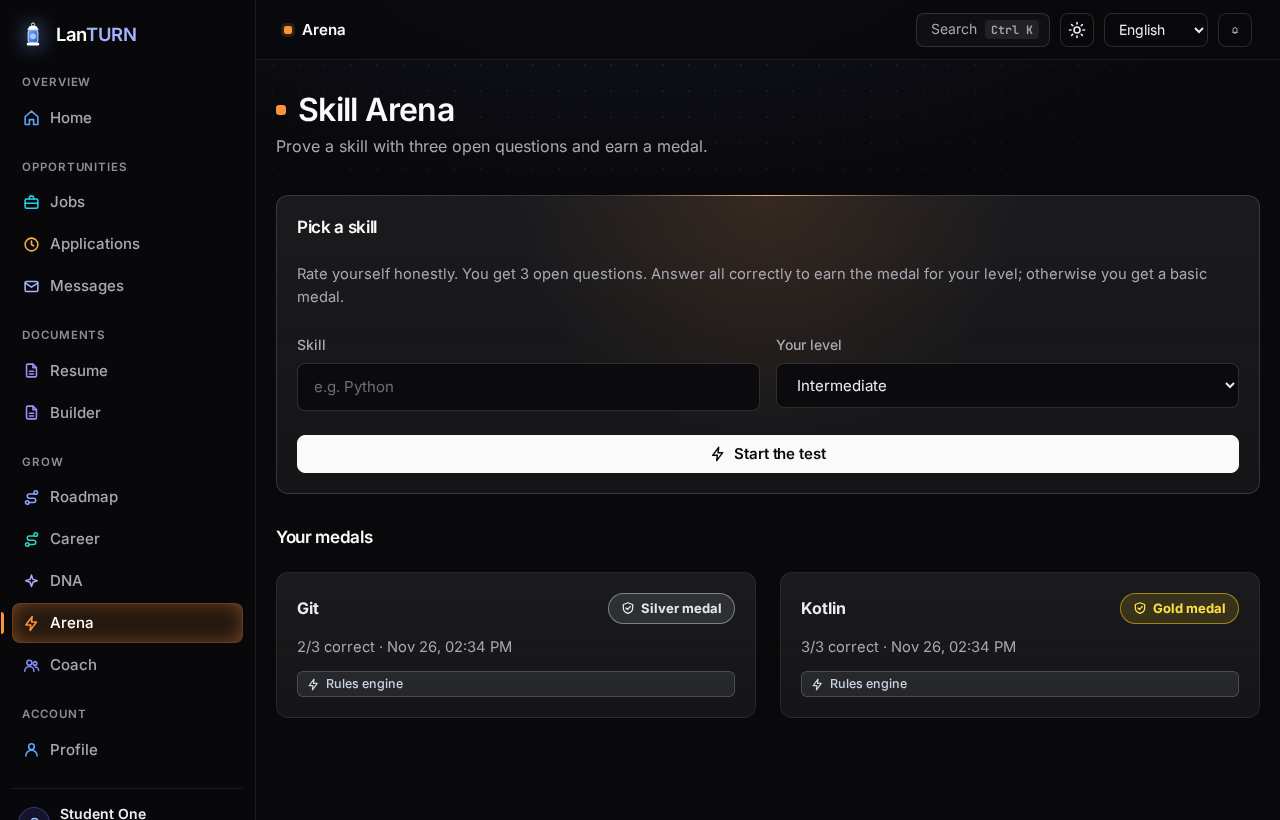 LanTURN
OVERVIEW
Home
OPPORTUNITIES
Jobs
Applications
Messages
DOCUMENTS
Resume
Builder
GROW
Roadmap
Career
DNA
Arena
Coach
ACCOUNT
Profile
Student One
Arena
Search Ctrl K
English
Skill Arena
Prove a skill with three open questions and earn a medal.
Pick a skill
Rate yourself honestly. You get 3 open questions. Answer all correctly to earn the medal for your level; otherwise you get a basic
medal.
Skill
e.g. Python
Your level
Intermediate
Start the test
Your medals
Git
Silver medal
2/3 correct · Nov 26, 02:34 PM
Rules engine
Kotlin
Gold medal
3/3 correct · Nov 26, 02:34 PM
Rules engine